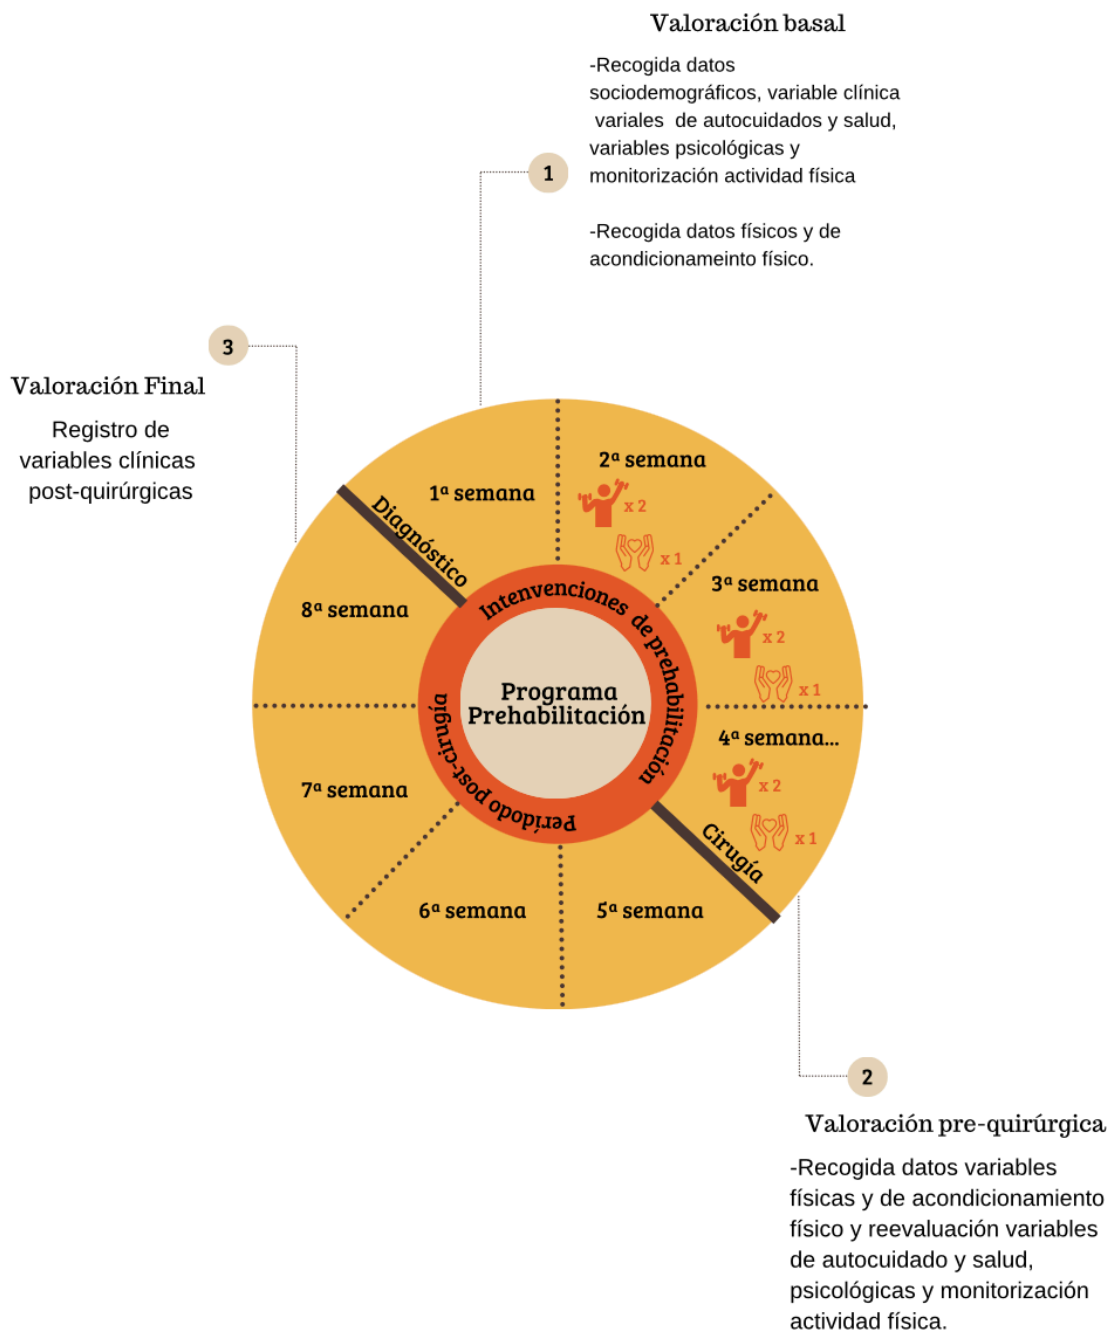 Valoración basal
-Recogida datos
sociodemográficos, variable clínica
variales de autocuidados y salud,
variables psicológicas y
monitorización actividad física
-Recogida datos físicos y de
acondicionameinto físico.
1
3
Valoración Final
Registro de
variables clínicas
post-quirúrgicas
Diagnóstico
1ª semana
2ª semana
x 2
x 1
3ª semana
x 2
x 1
4ª semana...
x 2
x 1
Cirugía
5ª semana
6ª semana
7ª semana
8ª semana
Intenvenciones de prehabilitación
Perídodo post-cirugía
Programa
Prehabilitación
2
Valoración pre-quirúrgica
-Recogida datos variables
físicas y de acondicionamiento
físico y reevaluación variables
de autocuidado y salud,
psicológicas y monitorización
actividad física.